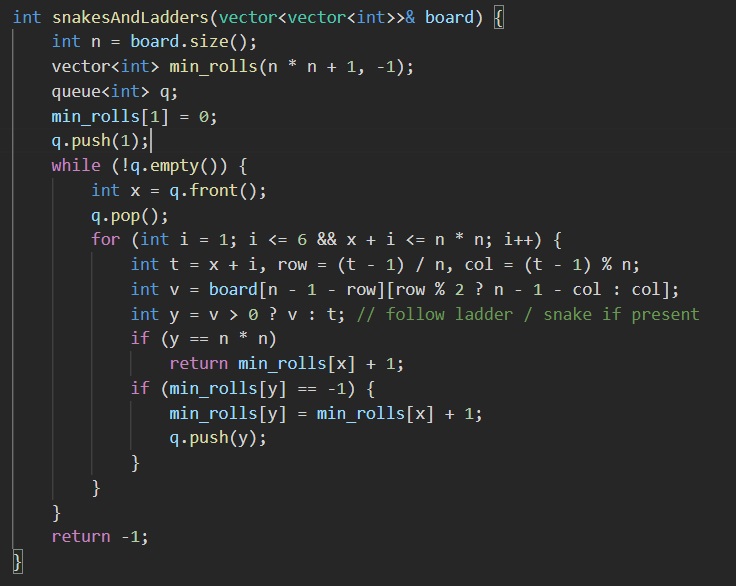 int snakesAndLadders(vector<vector<int>>& board) {
    int n = board.size();
    vector<int> min_rolls(n * n + 1, -1);
    queue<int> q;
    min_rolls[1] = 0;
    q.push(1);
    while (!q.empty()) {
        int x = q.front();
        q.pop();
        for (int i = 1; i <= 6 && x + i <= n * n; i++) {
            int t = x + i, row = (t - 1) / n, col = (t - 1) % n;
            int v = board[n - 1 - row][row % 2 ? n - 1 - col : col];
            int y = v > 0 ? v : t; // follow ladder / snake if present
            if (y == n * n)
                return min_rolls[x] + 1;
            if (min_rolls[y] == -1) {
                min_rolls[y] = min_rolls[x] + 1;
                q.push(y);
            }
        }
    }
    return -1;
}